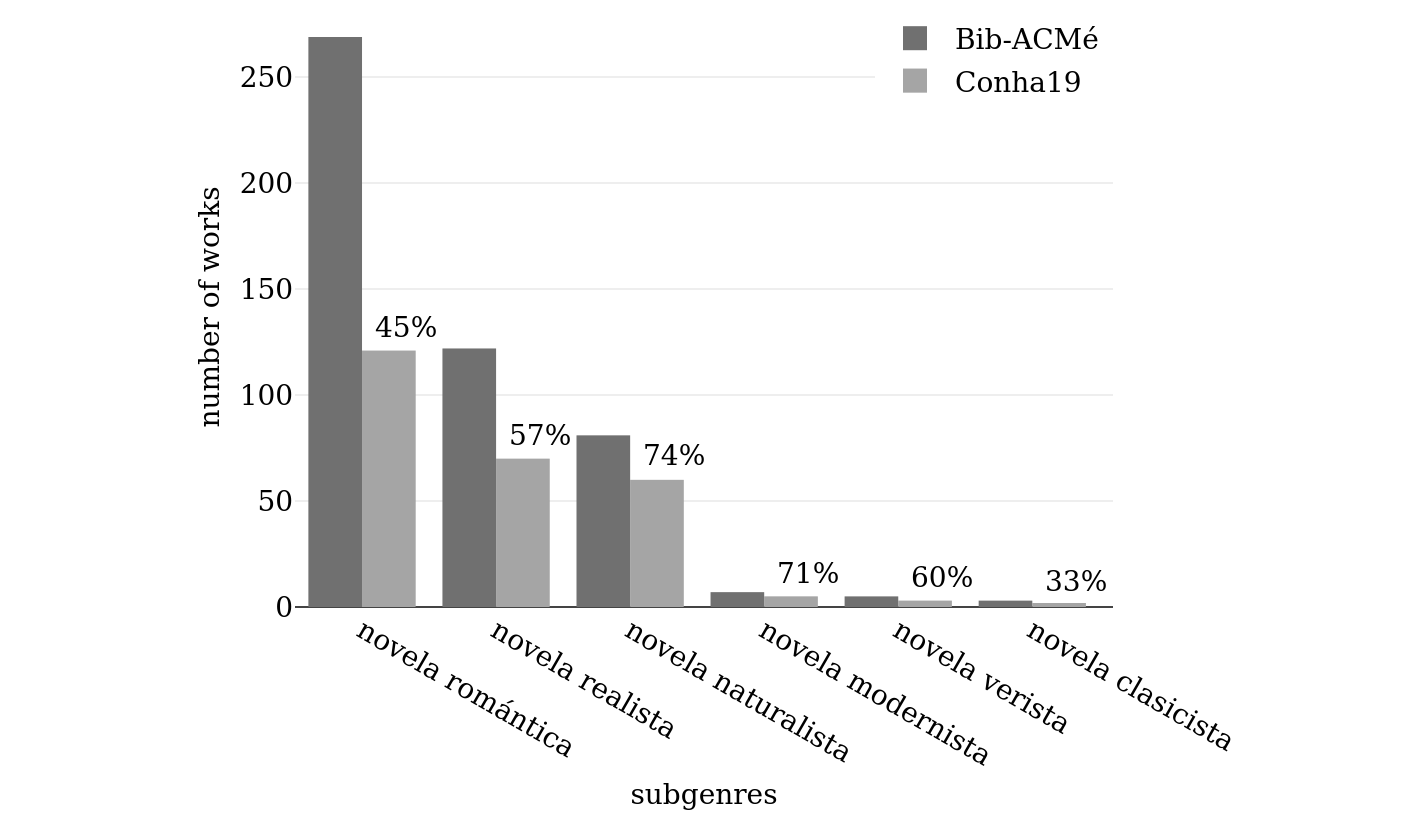 Bib-ACMé
Conha19
number of works
250
200
150
100
50
0
45%
57%
74%
71%
60%
33%
novela romántica
novela realista
novela naturalista
novela modernista
novela verista
novela clasicista
subgenres